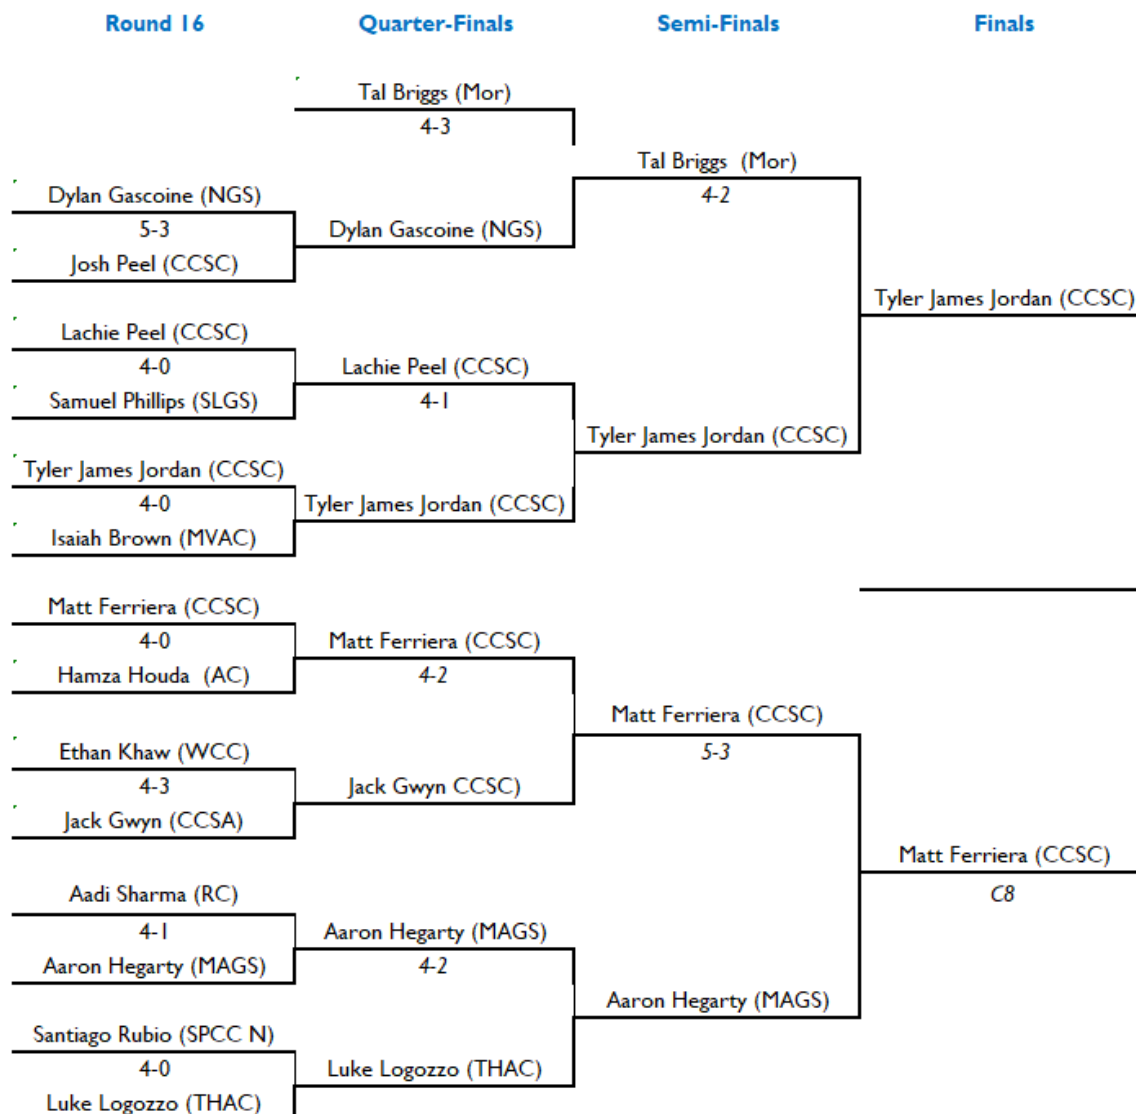 Round 16 Quarter-Finals Semi-Finals Finals
Tal Briggs (Mor)
4-3
Tal Briggs (Mor)
4-2
Dylan Gascoine (NGS)
5-3
Dylan Gascoine (NGS)
Josh Peel (CCSC)
Tyler James Jordan (CCSC)
Lachie Peel (CCSC)
4-0
Lachie Peel (CCSC)
4-1
Samuel Phillips (SLGS)
Tyler James Jordan (CCSC)
Tyler James Jordan (CCSC)
4-0
Tyler James Jordan (CCSC)
Isaiah Brown (MVAC)
Matt Ferriera (CCSC)
4-0
Matt Ferriera (CCSC)
4-2
Hamza Houda (AC)
Matt Ferriera (CCSC)
5-3
Ethan Khaw (WCC)
4-3
Jack Gwyn CCSC)
Jack Gwyn (CCSA)
Matt Ferriera (CCSC)
C8
Aadi Sharma (RC)
4-1
Aaron Hegarty (MAGS)
4-2
Aaron Hegarty (MAGS)
Aaron Hegarty (MAGS)
Santiago Rubio (SPCC N)
4-0
Luke Logozzo (THAC)
Luke Logozzo (THAC)